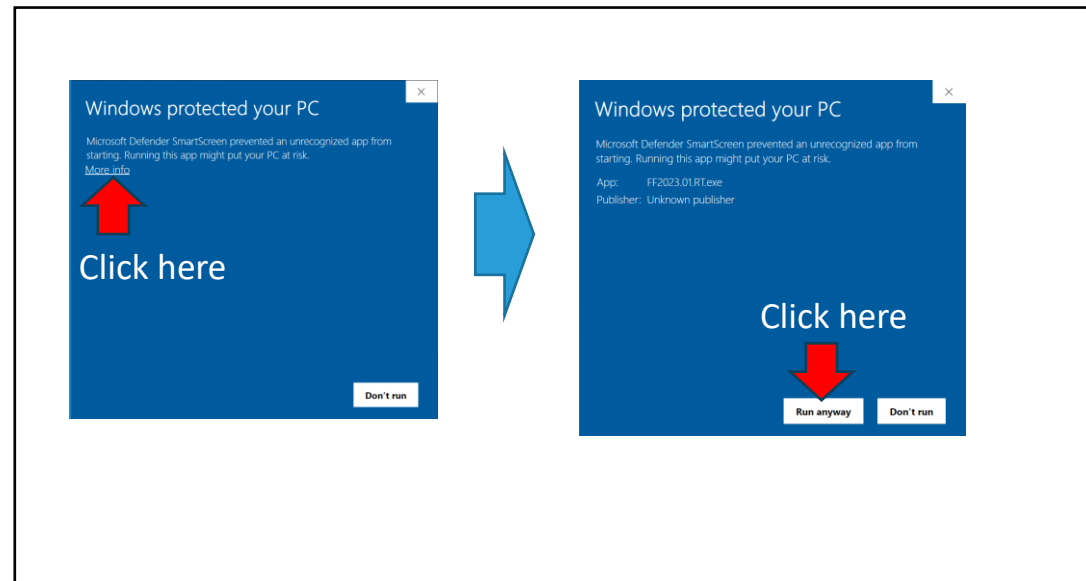 Windows protected your PC
Microsoft Defender SmartScreen prevented an unrecognized app from
starting. Running this app might put your PC at risk.
More info
Click here
Don't run
Windows protected your PC
Microsoft Defender SmartScreen prevented an unrecognized app from
starting. Running this app might put your PC at risk.
App: FF2023.01.RT.exe
Publisher: Unknown publisher
Click here
Run anyway Don't run